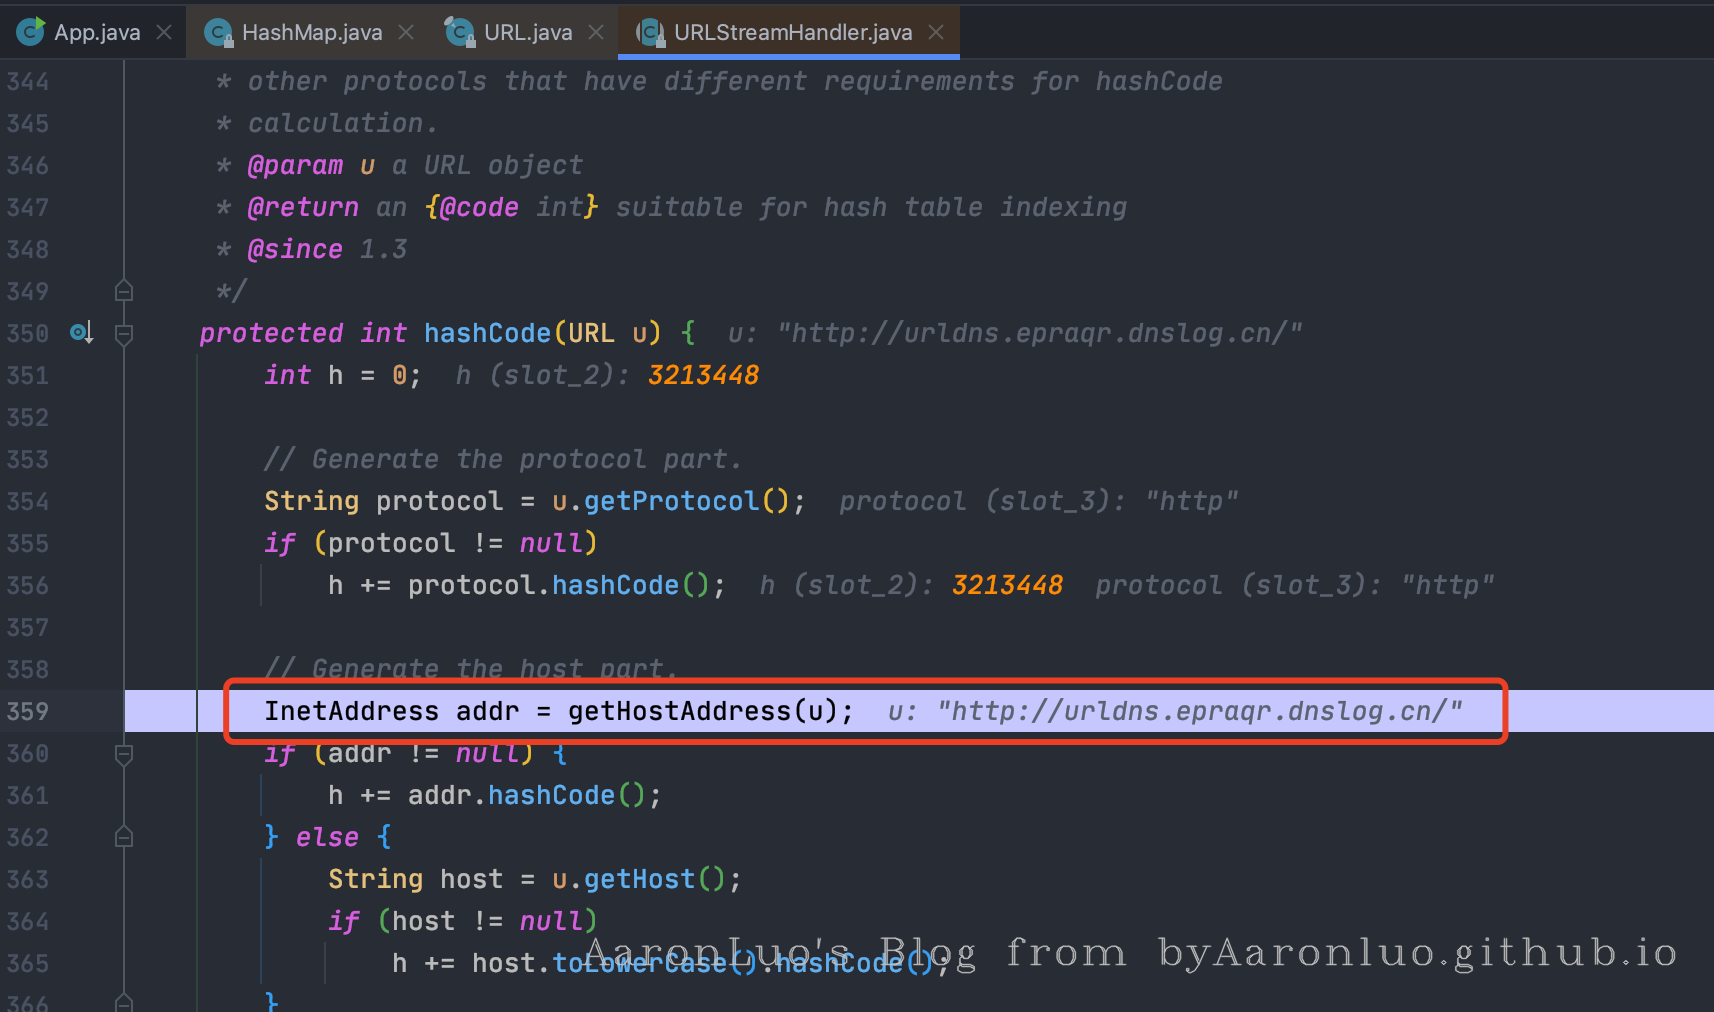 App.java HashMap.java URL.java URLStreamHandler.java
344 * other protocols that have different requirements for hashCode
345 * calculation.
346 * @param u a URL object
347 * @return an {@code int} suitable for hash table indexing
348 * @since 1.3
349 */
350 protected int hashCode(URL u) { u: "http://urldns.epraqr.dnslog.cn/"
351 int h = 0; h (slot_2): 3213448
352
353 // Generate the protocol part.
354 String protocol = u.getProtocol(); protocol (slot_3): "http"
355 if (protocol != null)
356 h += protocol.hashCode(); h (slot_2): 3213448 protocol (slot_3): "http"
357
358 // Generate the host part.
359 InetAddress addr = getHostAddress(u); u: "http://urldns.epraqr.dnslog.cn/"
360 if (addr != null) {
361 h += addr.hashCode();
362 } else {
363 String host = u.getHost();
364 if (host != null)
365 h += host.toLowerCase().hashCode();
AaronLuo's Blog from byAaronluo.github.io
366 }